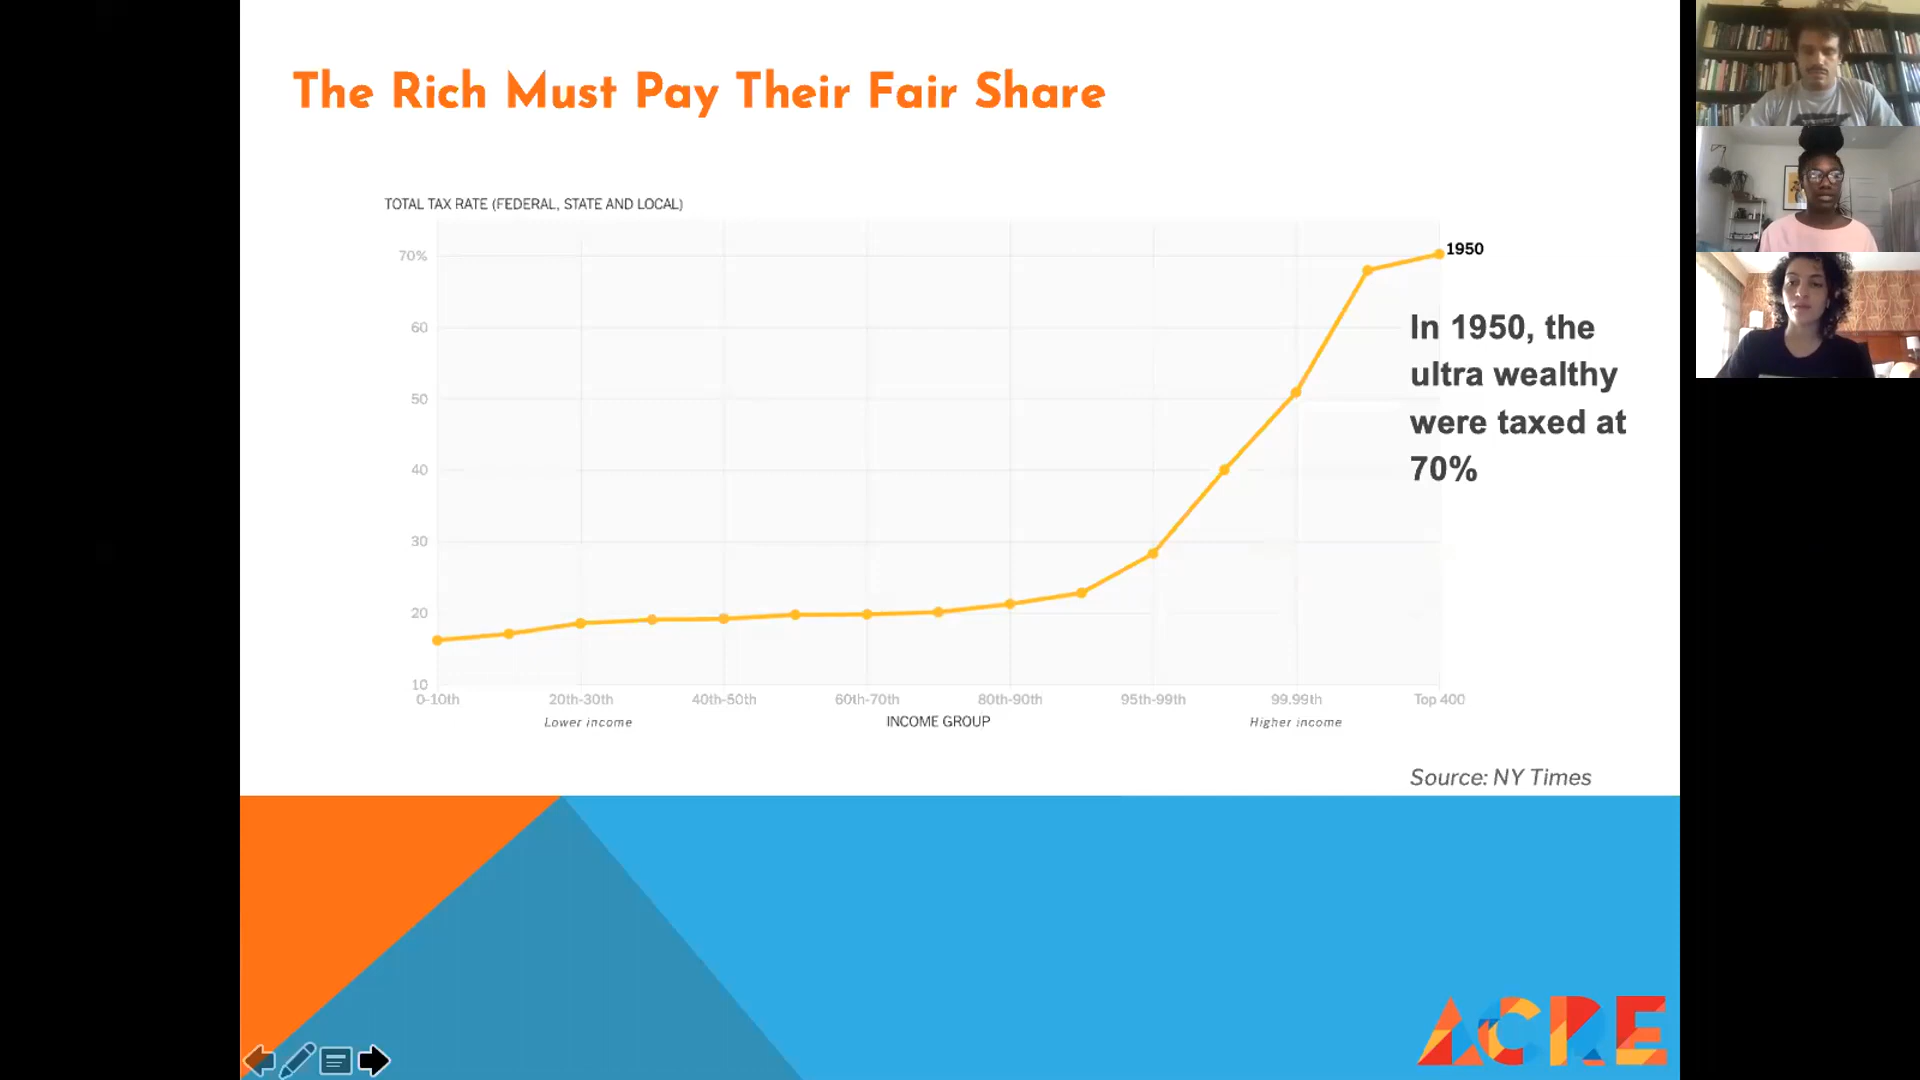 The Rich Must Pay Their Fair Share
TOTAL TAX RATE (FEDERAL, STATE AND LOCAL)
70%
60
50
40
30
20
10
1950
In 1950, the
ultra wealthy
were taxed at
70%
0-10th 20th-30th 40th-50th 60th-70th 80th-90th 95th-99th 99.99th Top 400
Lower income INCOME GROUP Higher income
Source: NY Times
ACRE